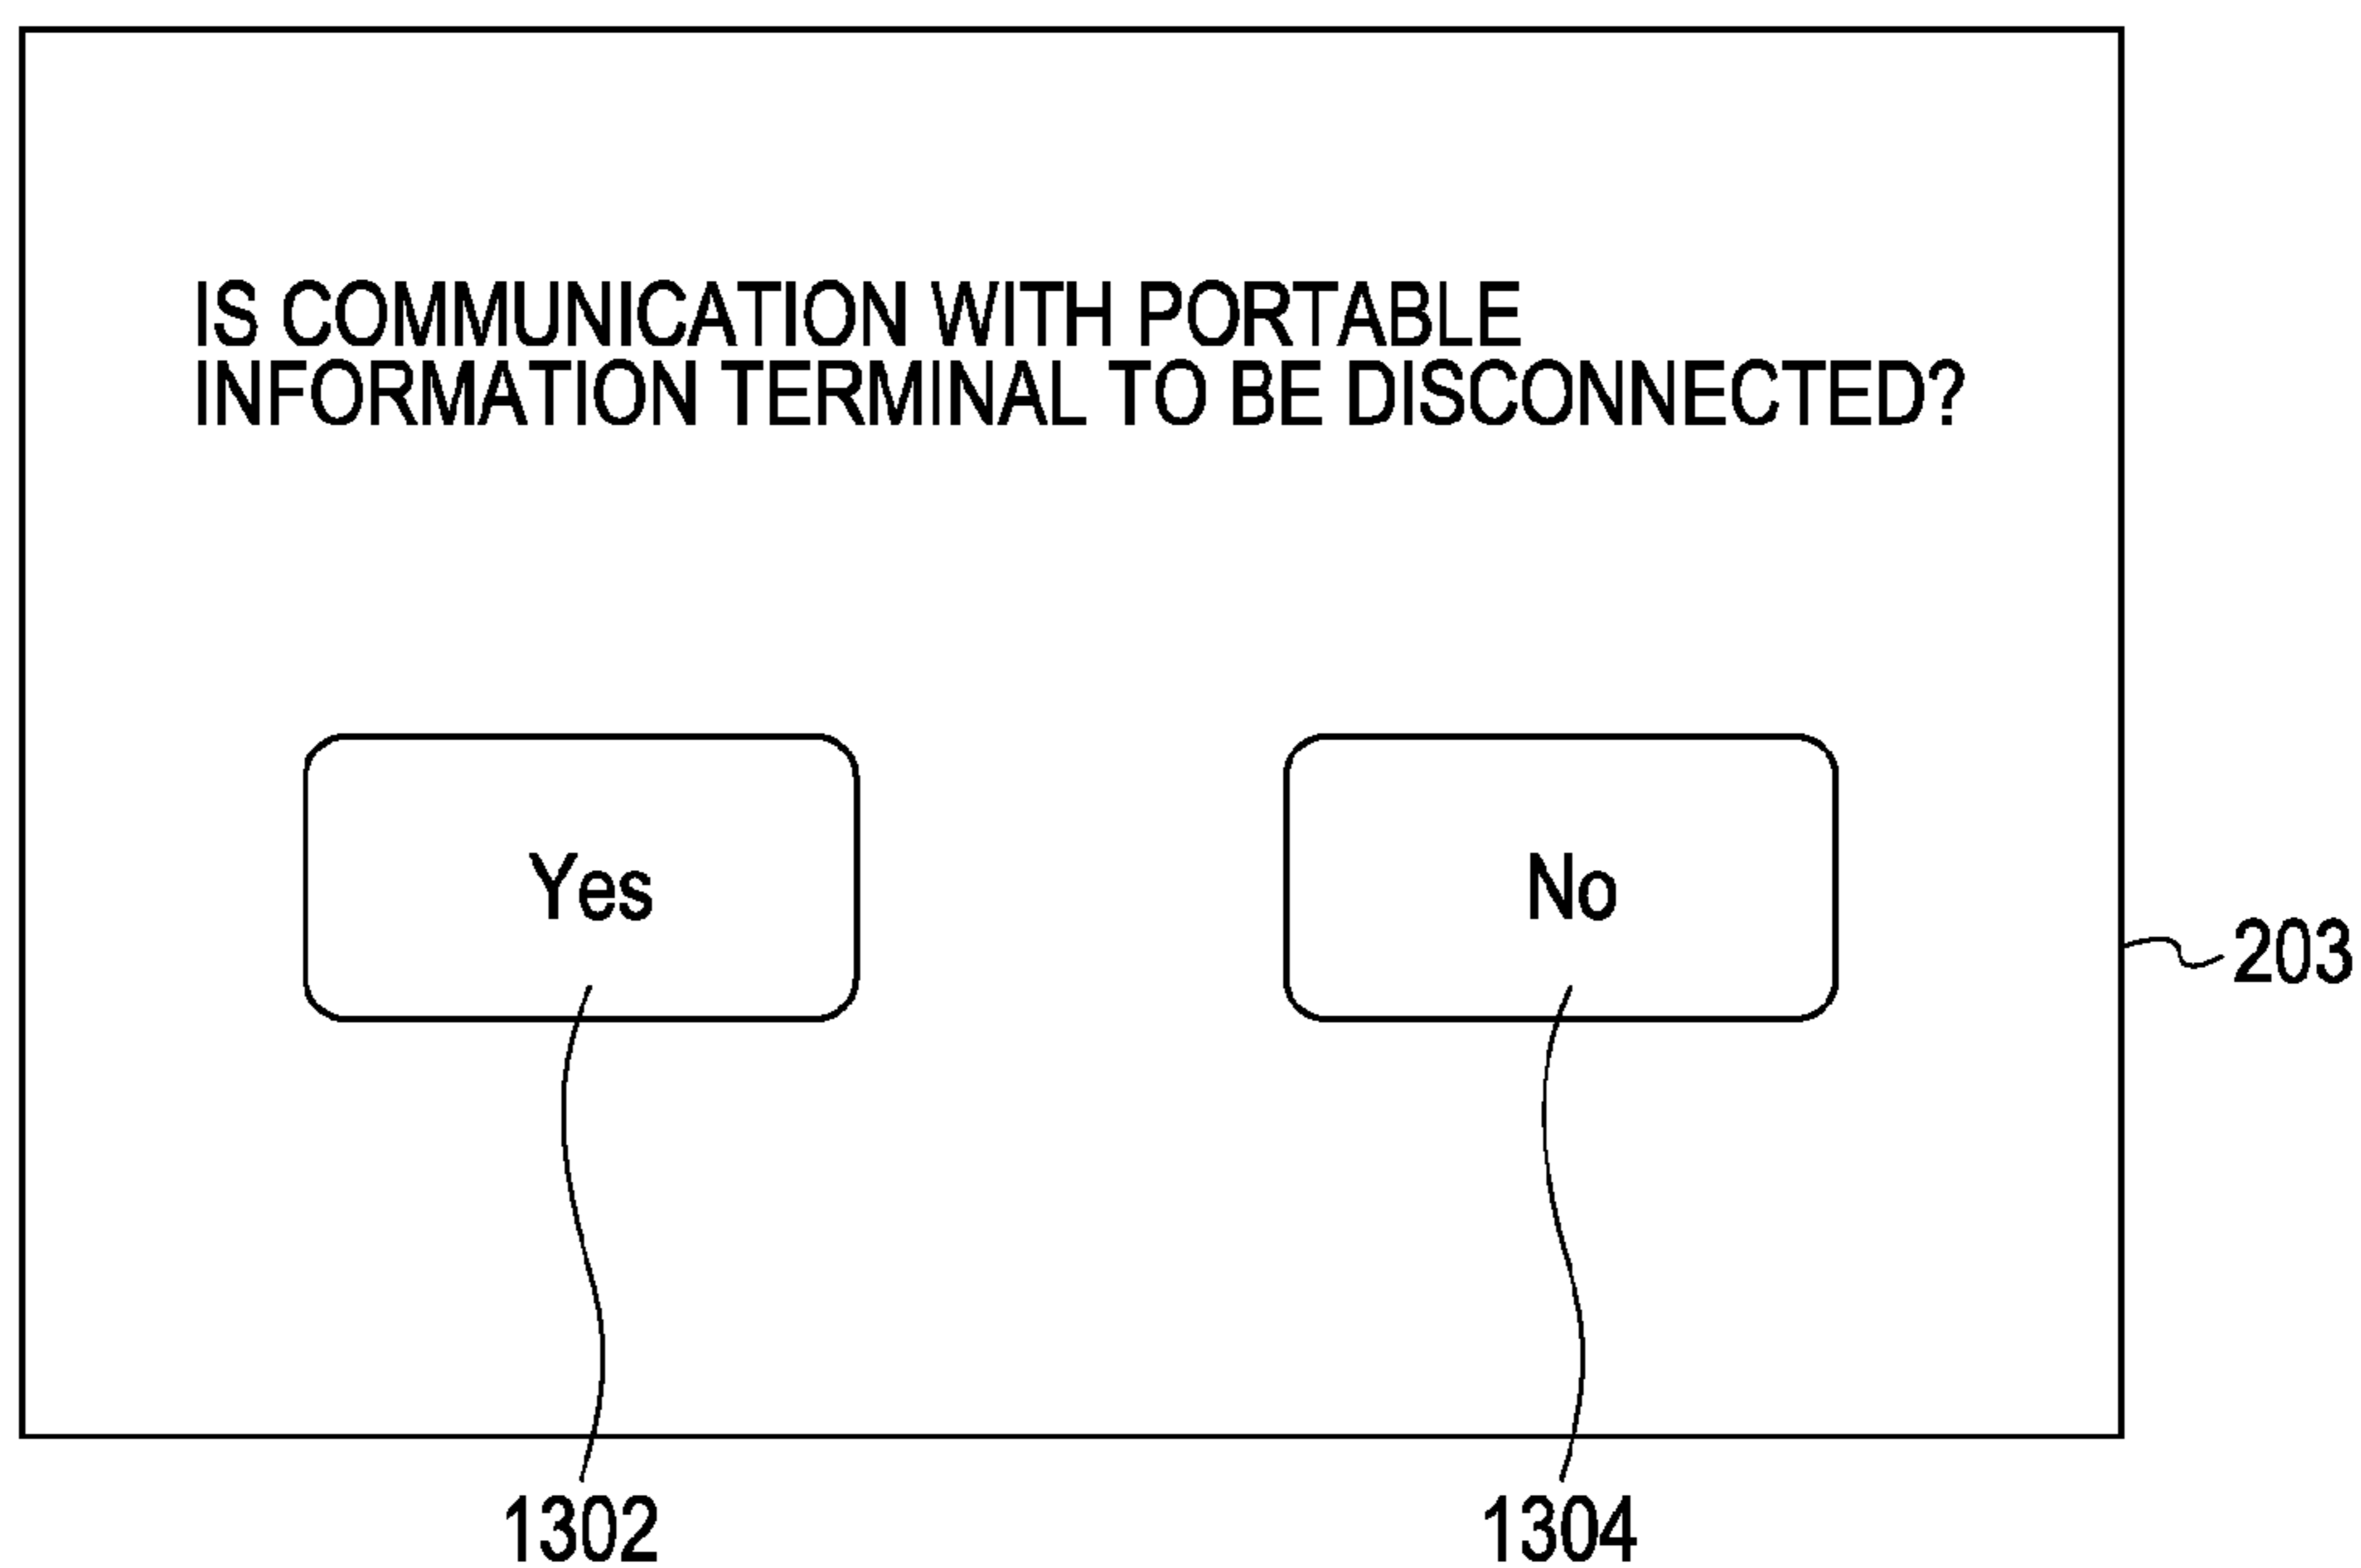 IS COMMUNICATION WITH PORTABLE
INFORMATION TERMINAL TO BE DISCONNECTED?
Yes
No
203
1302
1304